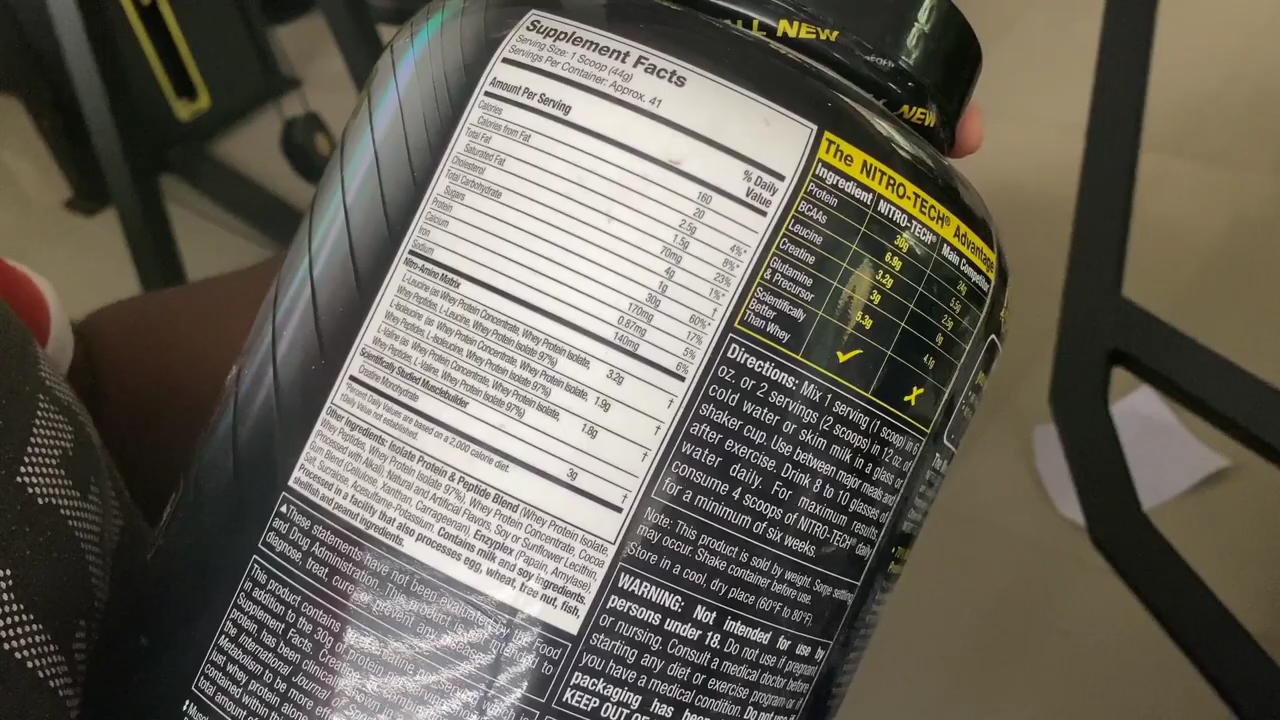 ALL NEW
NEW
Supplement Facts
Serving Size: 1 Scoop (44g)
Servings Per Container: Approx. 41
Amount Per Serving
% Daily
Value
Calories 160
Calories from Fat 20
Total Fat 2.5g 4%*
Saturated Fat 1.5g 8%*
Cholesterol 70mg 23%
Total Carbohydrate 4g 1%*
Sugars 1g †
Protein 30g 60%*
Calcium 170mg 17%
Iron 0.87mg 5%
Sodium 140mg 6%
Nitro-Amino Matrix
L-Leucine (as Whey Protein Concentrate, Whey Protein Isolate,
Whey Peptides, L-Leucine, Whey Protein Isolate 97%) 3.2g †
L-Isoleucine (as Whey Protein Concentrate, Whey Protein Isolate,
Whey Peptides, L-Isoleucine, Whey Protein Isolate 97%) 1.9g †
L-Valine (as Whey Protein Concentrate, Whey Protein Isolate,
Whey Peptides, L-Valine, Whey Protein Isolate 97%) 1.8g †
Scientifically Studied Musclebuilder
Creatine Monohydrate 3g †
*Percent Daily Values are based on a 2,000 calorie diet.
†Daily Value not established.
Other Ingredients: Isolate Protein & Peptide Blend (Whey Protein Isolate,
Whey Peptides, Whey Protein Isolate 97%), Whey Protein Concentrate, Cocoa
(Processed with Alkali), Natural and Artificial Flavors, Soy or Sunflower Lecithin,
Gum Blend (Cellulose, Xanthan, Carrageenan), Enzyplex (Papain, Amylase),
Salt, Sucralose, Acesulfame-Potassium. Contains milk and soy ingredients.
Processed in a facility that also processes egg, wheat, tree nut, fish,
shellfish and peanut ingredients.
▲These statements have not been evaluated by the Food
and Drug Administration. This product is not intended to
diagnose, treat, cure or prevent any disease.
This product contains
in addition to the 30g of protein per serving
Supplement Facts.
protein has been clinically shown in
the International Journal of
Metabolism to be more
just whey protein alone
contained within the
total amount of
The NITRO-TECH® Advantage
Ingredient NITRO-TECH® Main Competitor
Protein 30g 24g
BCAAs 6.9g 5.5g
Leucine 3.2g 2.5g
Creatine 3g 0g
Glutamine
& Precursor 5.3g 4.1g
Scientifically
Better
Than Whey ✓ ✗
Directions: Mix 1 serving (1 scoop) in 6
oz. or 2 servings (2 scoops) in 12 oz. of
cold water or skim milk in a glass or
shaker cup. Use between major meals and
after exercise. Drink 8 to 10 glasses of
water daily. For maximum results,
consume 4 scoops of NITRO-TECH® daily
for a minimum of six weeks.
Note: This product is sold by weight. Some settling
may occur. Shake container before use.
Store in a cool, dry place (60°F to 80°F).
WARNING: Not intended for use by
persons under 18. Do not use if pregnant
or nursing. Consult a medical doctor before
starting any diet or exercise program or if
you have a medical condition. Do not use if
packaging has been
KEEP OUT OF